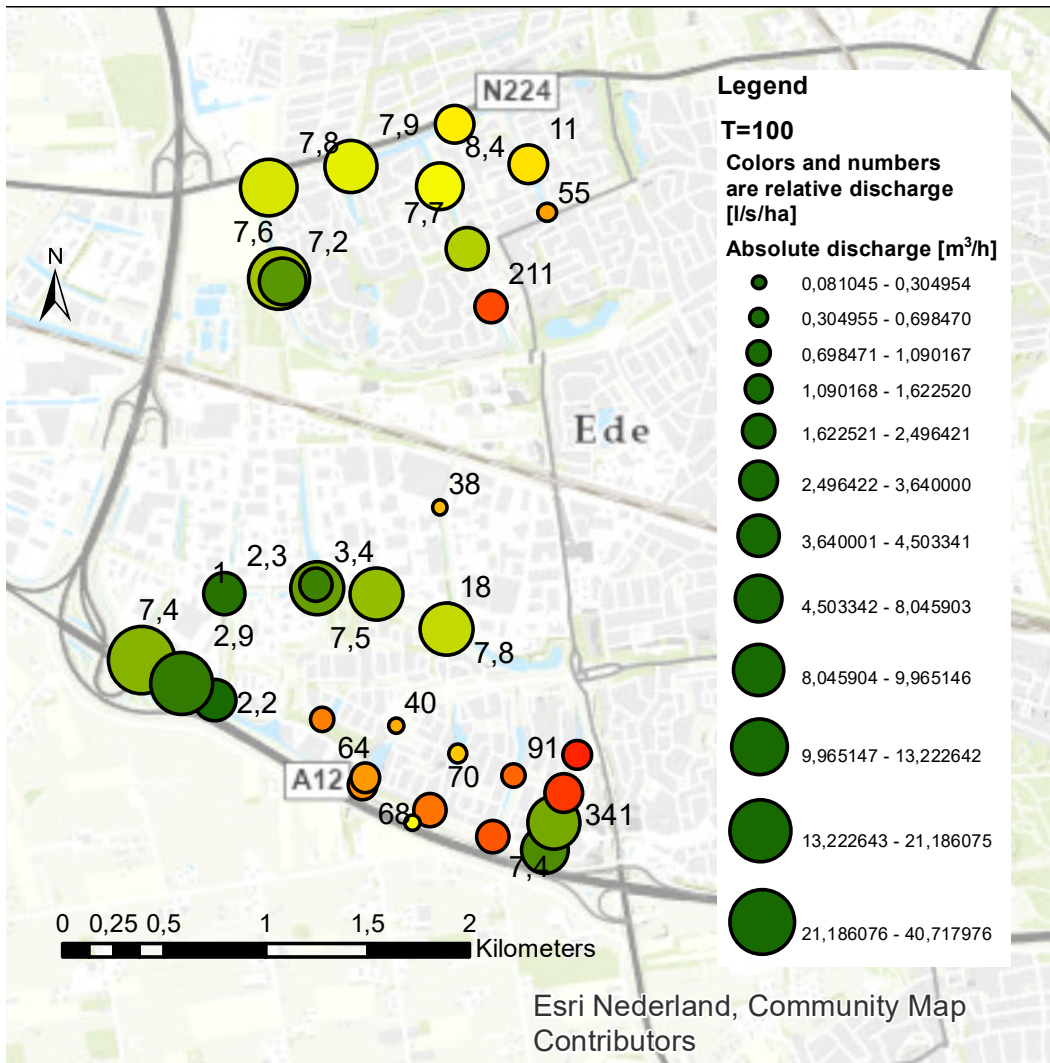 N224
7,9
11
7,8
8,4
55
7,7
7,6
7,2
211
N
Ede
38
2,3
3,4
1
18
7,4
2,9
7,5
7,8
2,2
40
64
91
70
A12
68
341
7,4
0 0,25 0,5 1 1,5 2
Kilometers
Legend
T=100
Colors and numbers
are relative discharge
[l/s/ha]
Absolute discharge [m³/h]
0,081045 - 0,304954
0,304955 - 0,698470
0,698471 - 1,090167
1,090168 - 1,622520
1,622521 - 2,496421
2,496422 - 3,640000
3,640001 - 4,503341
4,503342 - 8,045903
8,045904 - 9,965146
9,965147 - 13,222642
13,222643 - 21,186075
21,186076 - 40,717976
Esri Nederland, Community Map
Contributors